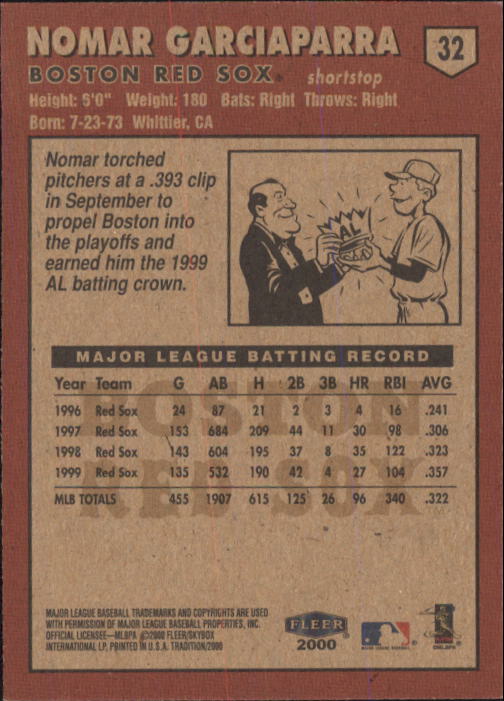 NOMAR GARCIAPARRA
32
BOSTON RED SOX
shortstop
Height: 6'0" Weight: 180 Bats: Right Throws: Right
Born: 7-23-73 Whittier, CA
Nomar torched
pitchers at a .393 clip
in September to
propel Boston into
the playoffs and
earned him the 1999
AL batting crown.
AL
MAJOR LEAGUE BATTING RECORD
Year Team G AB H 2B 3B HR RBI AVG
1996 Red Sox 24 87 21 2 3 4 16 .241
1997 Red Sox 153 684 209 44 11 30 98 .306
1998 Red Sox 143 604 195 37 8 35 122 .323
1999 Red Sox 135 532 190 42 4 27 104 .357
MLB TOTALS 455 1907 615 125 26 96 340 .322
BOSTON
RED SOX
MAJOR LEAGUE BASEBALL TRADEMARKS AND COPYRIGHTS ARE USED
WITH PERMISSION OF MAJOR LEAGUE BASEBALL PROPERTIES, INC.
OFFICIAL LICENSEE—MLBPA ©2000 FLEER/SKYBOX
INTERNATIONAL LP. PRINTED IN U.S.A. TRADITION/2000
FLEER
2000